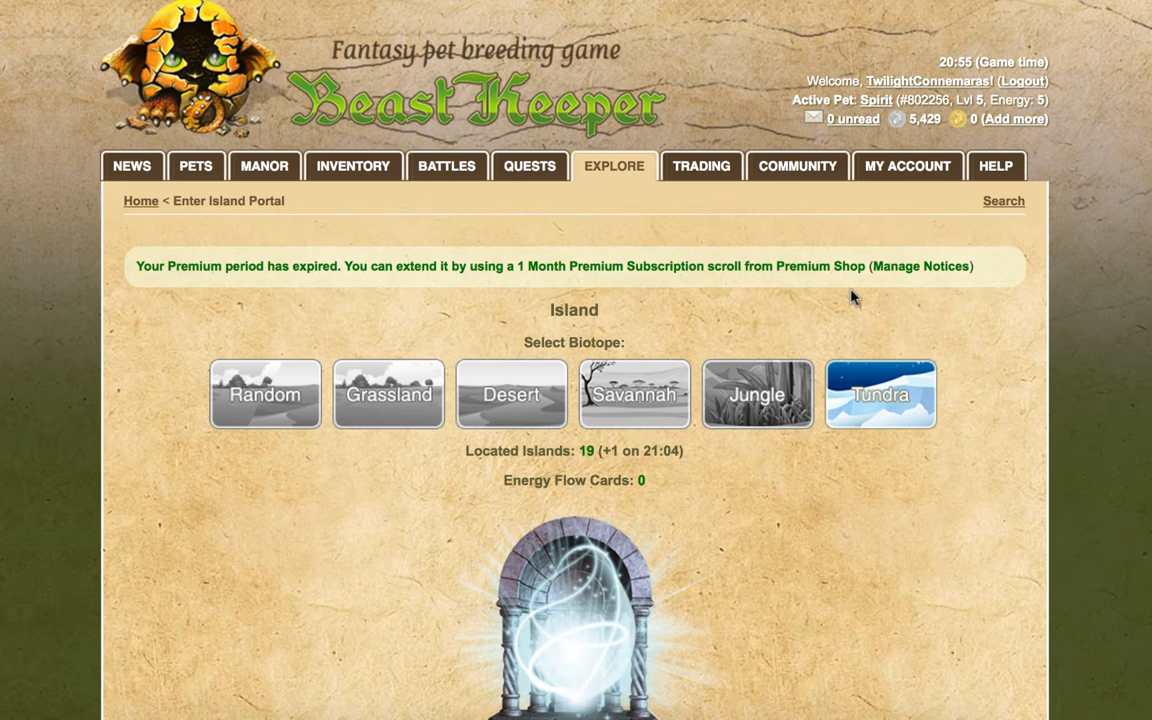 Fantasy pet breeding game
Beast Keeper
20:55 (Game time)
Welcome, TwilightConnemaras! (Logout)
Active Pet: Spirit (#802256, Lvl 5, Energy: 5)
0 unread 5,429 0 (Add more)
NEWS PETS MANOR INVENTORY BATTLES QUESTS EXPLORE TRADING COMMUNITY MY ACCOUNT HELP
Home < Enter Island Portal Search
Your Premium period has expired. You can extend it by using a 1 Month Premium Subscription scroll from Premium Shop (Manage Notices)
Island
Select Biotope:
Random Grassland Desert Savannah Jungle Tundra
Located Islands: 19 (+1 on 21:04)
Energy Flow Cards: 0